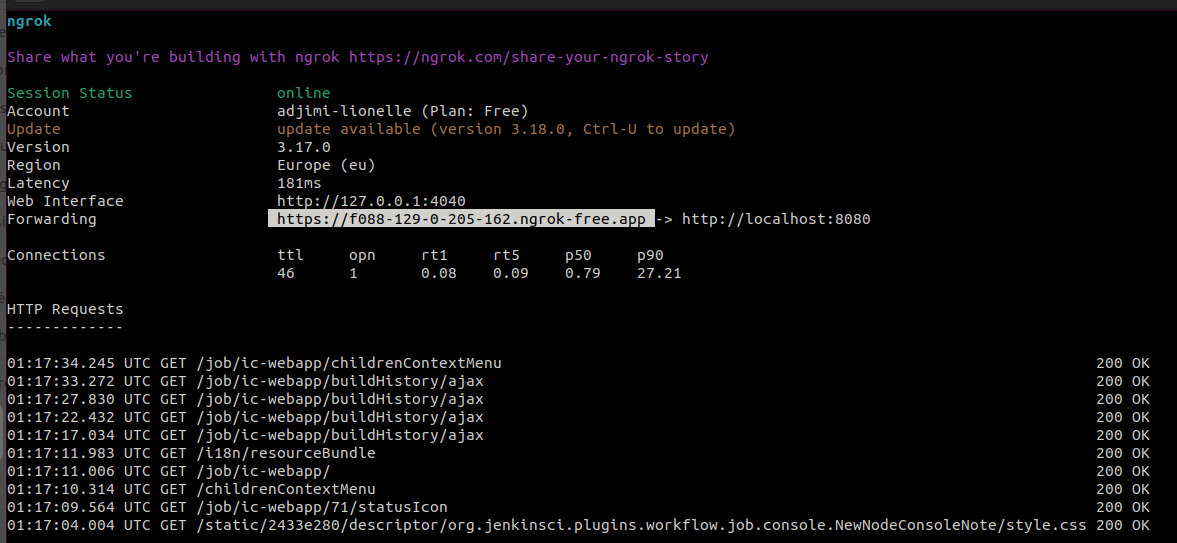 ngrok
Share what you're building with ngrok https://ngrok.com/share-your-ngrok-story
Session Status online
Account adjimi-lionelle (Plan: Free)
Update update available (version 3.18.0, Ctrl-U to update)
Version 3.17.0
Region Europe (eu)
Latency 181ms
Web Interface http://127.0.0.1:4040
Forwarding https://f088-129-0-205-162.ngrok-free.app -> http://localhost:8080
Connections ttl opn rt1 rt5 p50 p90
46 1 0.08 0.09 0.79 27.21
HTTP Requests
-------------
01:17:34.245 UTC GET /job/ic-webapp/childrenContextMenu 200 OK
01:17:33.272 UTC GET /job/ic-webapp/buildHistory/ajax 200 OK
01:17:27.830 UTC GET /job/ic-webapp/buildHistory/ajax 200 OK
01:17:22.432 UTC GET /job/ic-webapp/buildHistory/ajax 200 OK
01:17:17.034 UTC GET /job/ic-webapp/buildHistory/ajax 200 OK
01:17:11.983 UTC GET /i18n/resourceBundle 200 OK
01:17:11.006 UTC GET /job/ic-webapp/ 200 OK
01:17:10.314 UTC GET /childrenContextMenu 200 OK
01:17:09.564 UTC GET /job/ic-webapp/71/statusIcon 200 OK
01:17:04.004 UTC GET /static/2433e280/descriptor/org.jenkinsci.plugins.workflow.job.console.NewNodeConsoleNote/style.css 200 OK